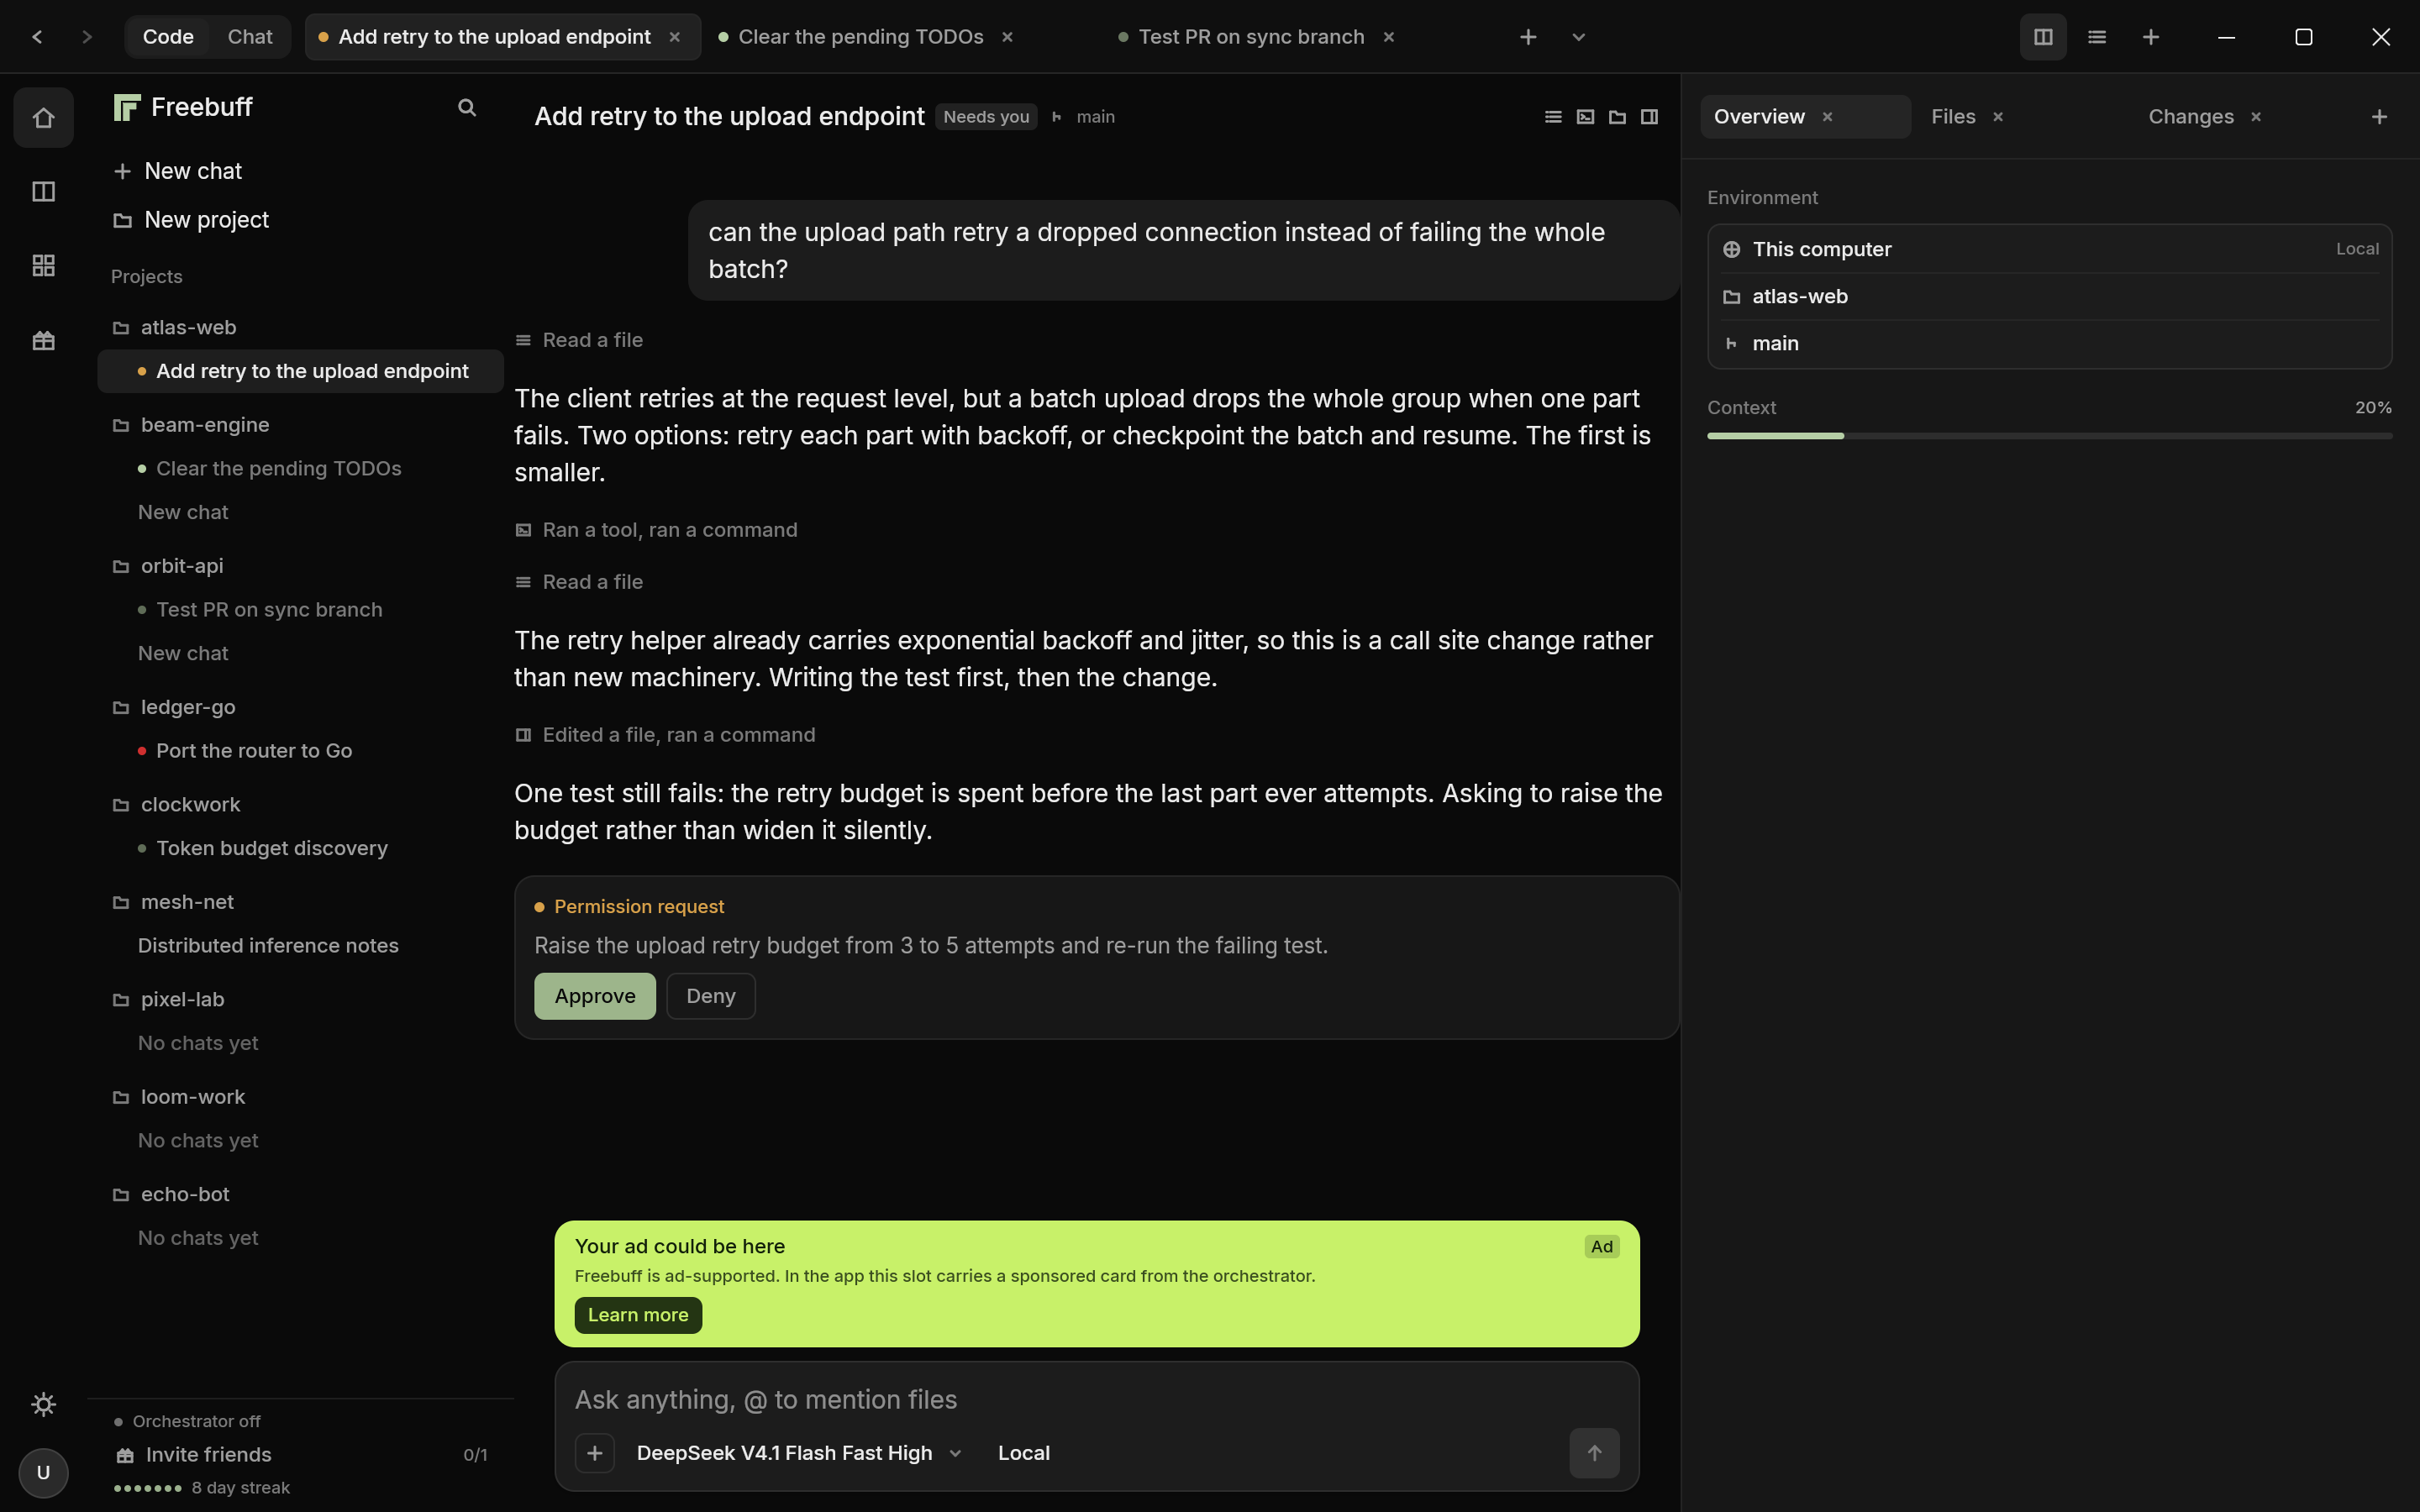 Code
Chat
Add retry to the upload endpoint
Clear the pending TODOs
Test PR on sync branch
Freebuff
New chat
New project
Projects
atlas-web
Add retry to the upload endpoint
beam-engine
Clear the pending TODOs
New chat
orbit-api
Test PR on sync branch
New chat
ledger-go
Port the router to Go
clockwork
Token budget discovery
mesh-net
Distributed inference notes
pixel-lab
No chats yet
loom-work
No chats yet
echo-bot
No chats yet
Orchestrator off
Invite friends
0/1
8 day streak
U
Add retry to the upload endpoint
Needs you
main
can the upload path retry a dropped connection instead of failing the whole
batch?
Read a file
The client retries at the request level, but a batch upload drops the whole group when one part
fails. Two options: retry each part with backoff, or checkpoint the batch and resume. The first is
smaller.
Ran a tool, ran a command
Read a file
The retry helper already carries exponential backoff and jitter, so this is a call site change rather
than new machinery. Writing the test first, then the change.
Edited a file, ran a command
One test still fails: the retry budget is spent before the last part ever attempts. Asking to raise the
budget rather than widen it silently.
Permission request
Raise the upload retry budget from 3 to 5 attempts and re-run the failing test.
Approve
Deny
Your ad could be here
Ad
Freebuff is ad-supported. In the app this slot carries a sponsored card from the orchestrator.
Learn more
Ask anything, @ to mention files
DeepSeek V4.1 Flash Fast High
Local
Overview
Files
Changes
Environment
This computer
Local
atlas-web
main
Context
20%